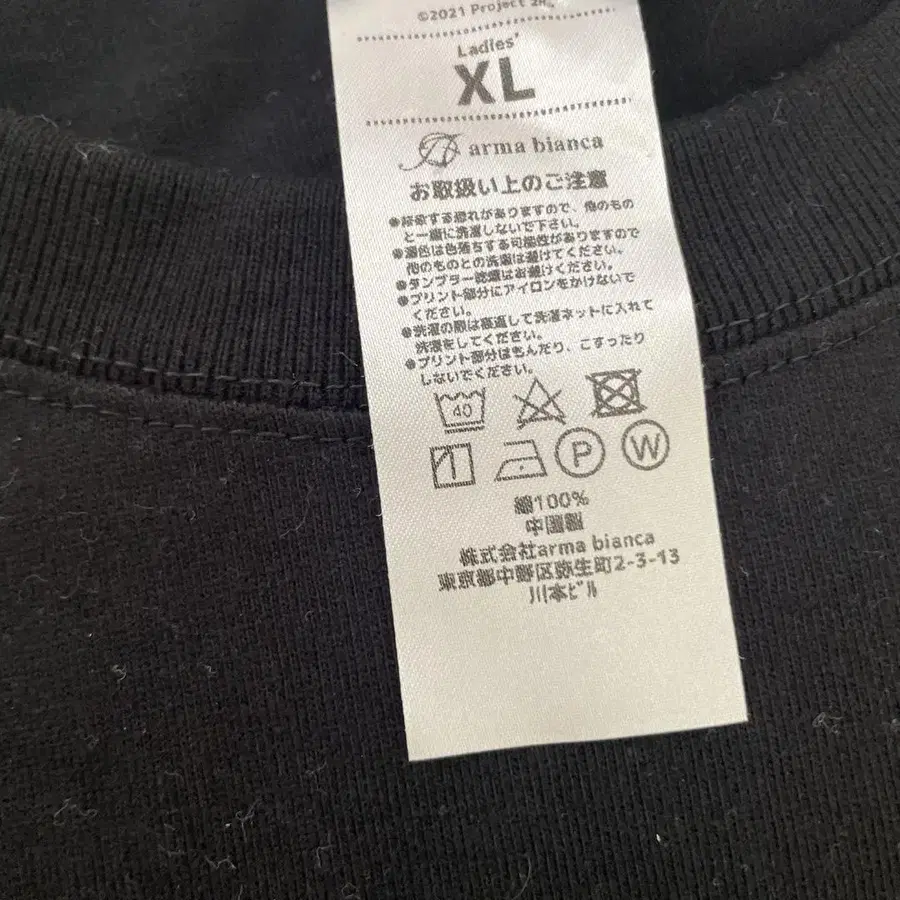 ©2021 Project
Ladies'
XL
arma bianca
お取扱い上のご注意
●移染する恐れがありますので、他のもの
と一緒に洗濯しないで下さい。
●濃色は色落ちする可能性がありますので
他のものとの洗濯は避けてください。
●タンブラー乾燥はお避けください。
●プリント部分にアイロンをかけないで
ください。
●洗濯の際は裏返して洗濯ネットに入れて
洗濯をしてください。
●プリント部分はもんだり、こすったり
しないでください。
40
P W
綿100%
中国製
株式会社arma bianca
東京都中野区弥生町2-3-13
川本ビル